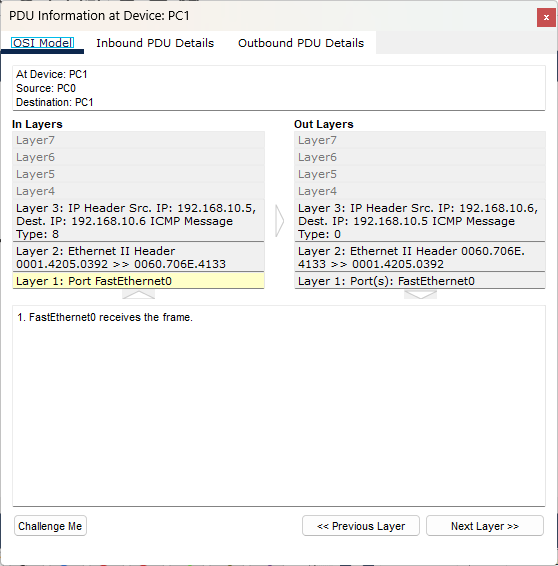 PDU Information at Device: PC1
x
OSI Model Inbound PDU Details Outbound PDU Details
At Device: PC1
Source: PC0
Destination: PC1
In Layers
Layer7
Layer6
Layer5
Layer4
Layer 3: IP Header Src. IP: 192.168.10.5,
Dest. IP: 192.168.10.6 ICMP Message
Type: 8
Layer 2: Ethernet II Header
0001.4205.0392 >> 0060.706E.4133
Layer 1: Port FastEthernet0
Out Layers
Layer7
Layer6
Layer5
Layer4
Layer 3: IP Header Src. IP: 192.168.10.6,
Dest. IP: 192.168.10.5 ICMP Message
Type: 0
Layer 2: Ethernet II Header 0060.706E.
4133 >> 0001.4205.0392
Layer 1: Port(s): FastEthernet0
1. FastEthernet0 receives the frame.
Challenge Me
<< Previous Layer
Next Layer >>